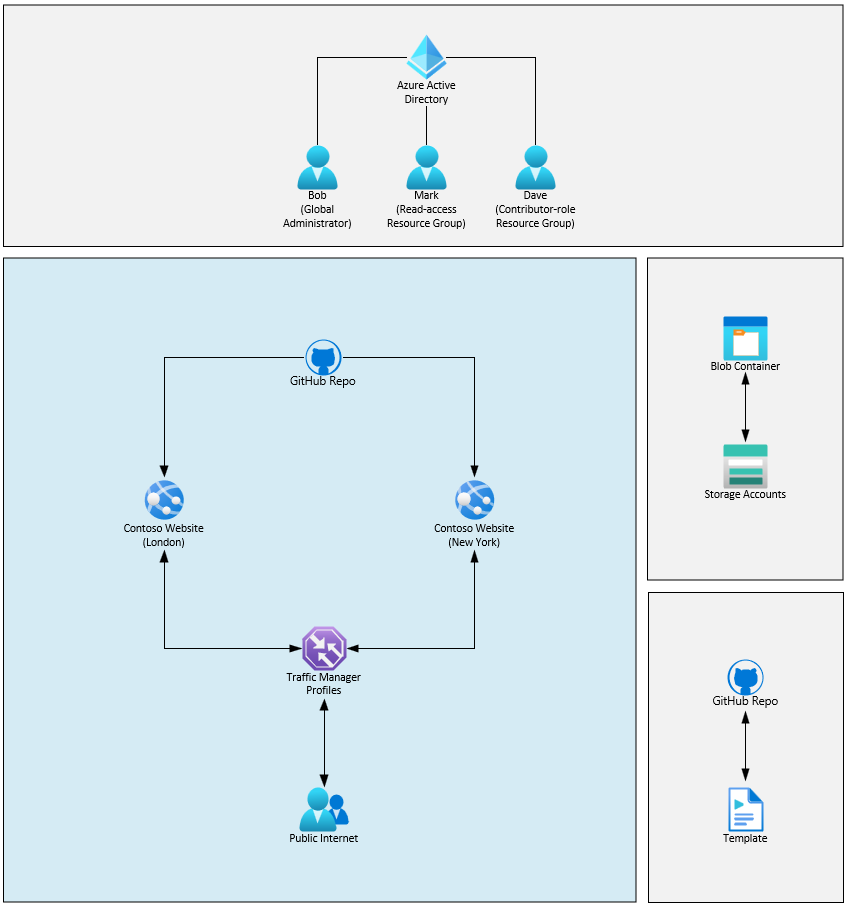 Azure Active
Directory
Bob
(Global
Administrator)
Mark
(Read-access
Resource Group)
Dave
(Contributor-role
Resource Group)
GitHub Repo
Contoso Website
(London)
Contoso Website
(New York)
Traffic Manager
Profiles
Public Internet
Blob Container
Storage Accounts
GitHub Repo
Template